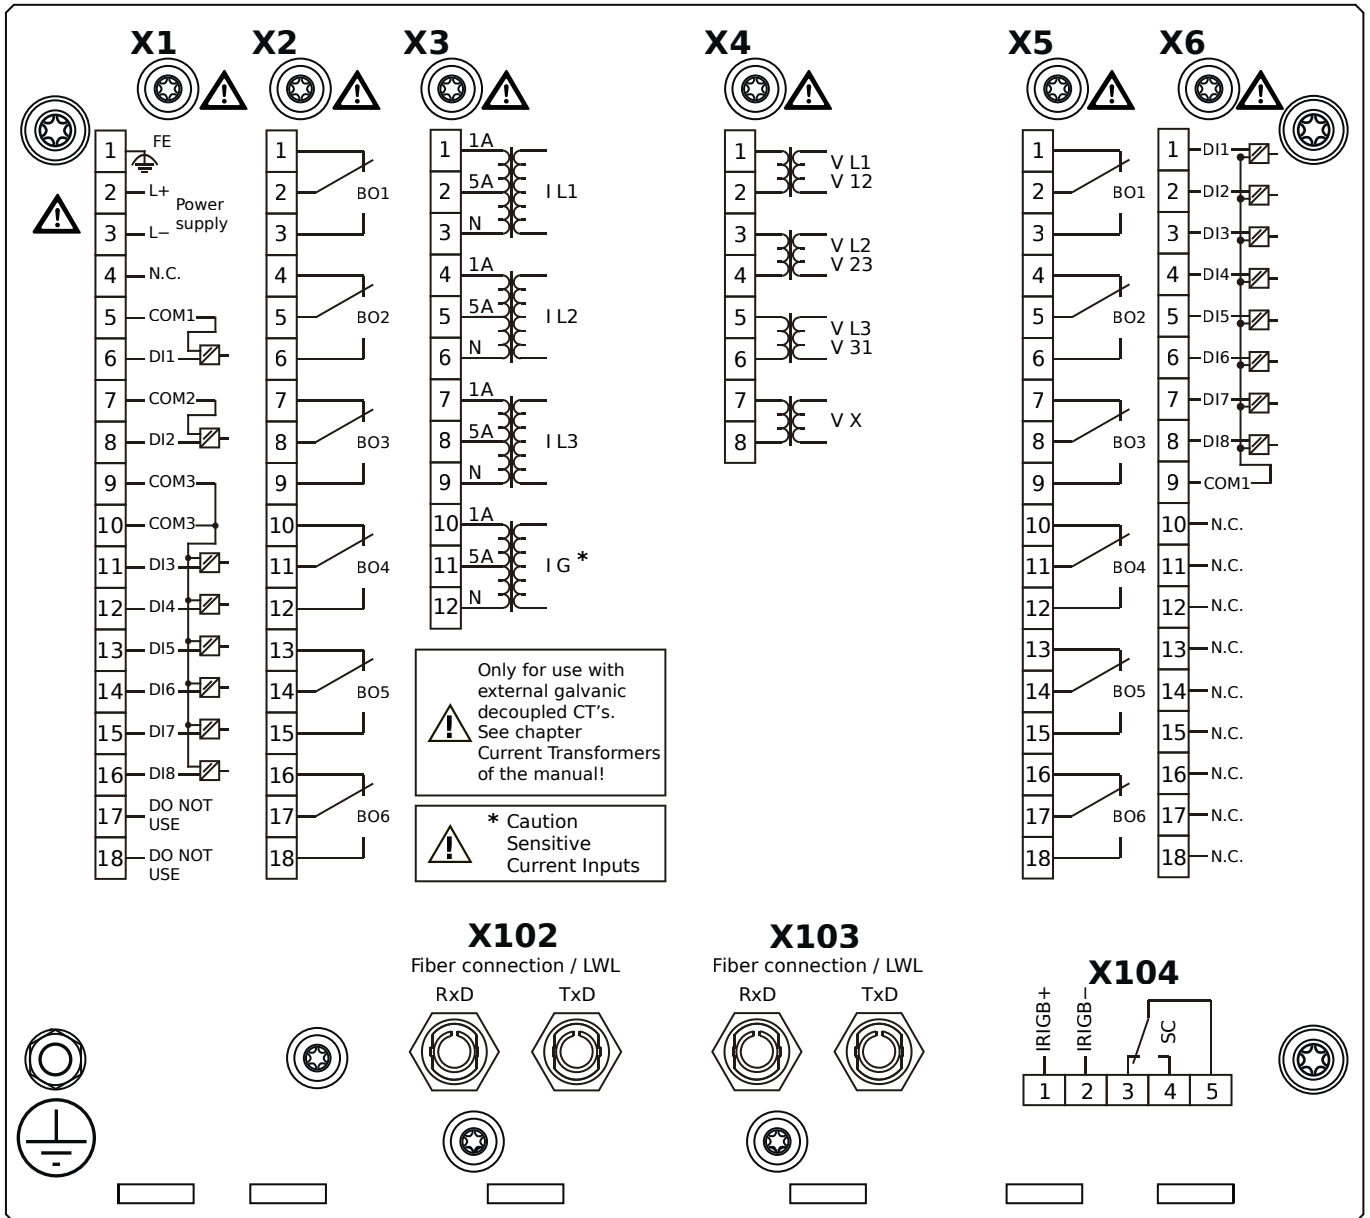 X1
X2
X3
X4
X5
X6
1
FE
2
L+
Power
supply
3
L−
4
N.C.
5
COM1
6
DI1
7
COM2
8
DI2
9
COM3
10
COM3
11
DI3
12
DI4
13
DI5
14
DI6
15
DI7
16
DI8
17
DO NOT
USE
18
DO NOT
USE
1
2
BO1
3
4
5
BO2
6
7
8
BO3
9
10
11
BO4
12
13
14
BO5
15
16
17
BO6
18
1
1A
2
5A
I L1
3
N
4
1A
5
5A
I L2
6
N
7
1A
8
5A
I L3
9
N
10
1A
11
5A
I G *
12
N
Only for use with
external galvanic
decoupled CT's.
See chapter
Current Transformers
of the manual!
* Caution
Sensitive
Current Inputs
1
2
V L1
V 12
3
4
V L2
V 23
5
6
V L3
V 31
7
8
V X
1
2
BO1
3
4
5
BO2
6
7
8
BO3
9
10
11
BO4
12
13
14
BO5
15
16
17
BO6
18
1
DI1
2
DI2
3
DI3
4
DI4
5
DI5
6
DI6
7
DI7
8
DI8
9
COM1
10
N.C.
11
N.C.
12
N.C.
13
N.C.
14
N.C.
15
N.C.
16
N.C.
17
N.C.
18
N.C.
X102
Fiber connection / LWL
RxD
TxD
X103
Fiber connection / LWL
RxD
TxD
X104
IRIGB+
IRIGB−
SC
1
2
3
4
5